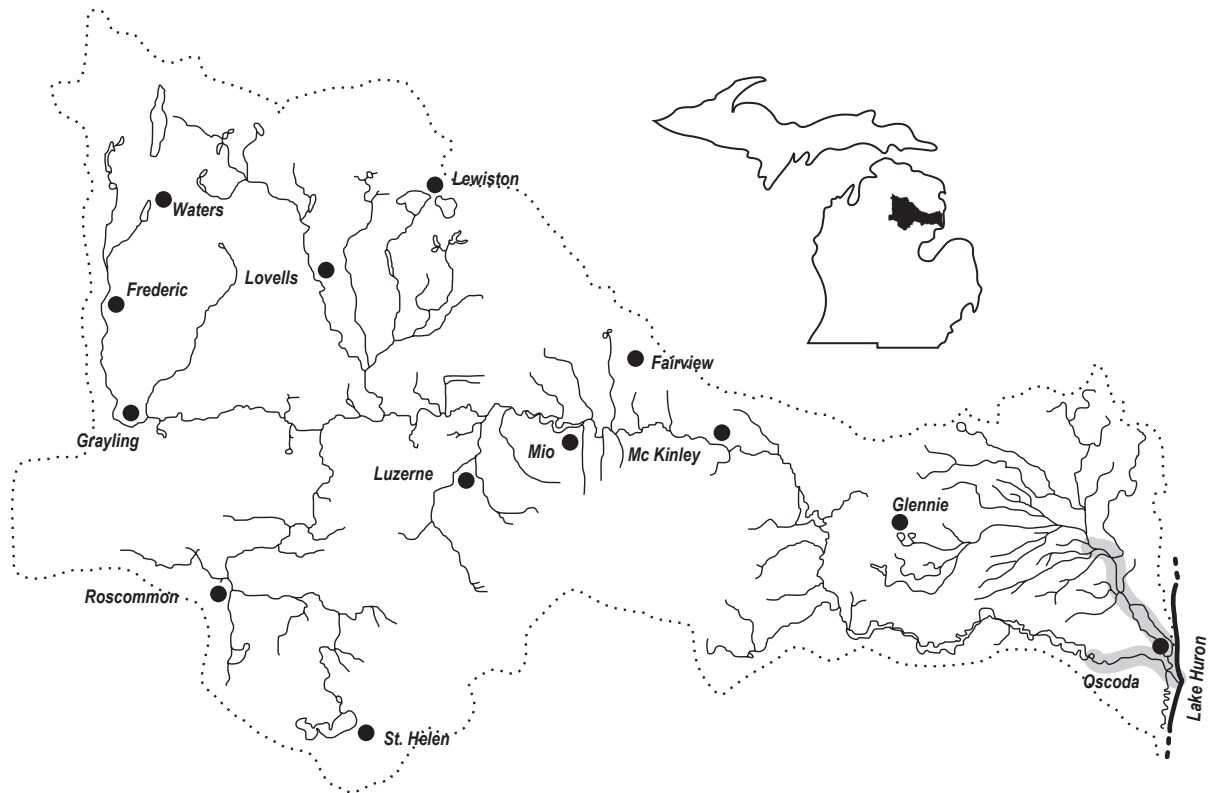 Lewiston
Waters
Lovells
Frederic
Fairview
Grayling
Mio
Mc Kinley
Luzerne
Glennie
Roscommon
Oscoda
Lake Huron
St. Helen